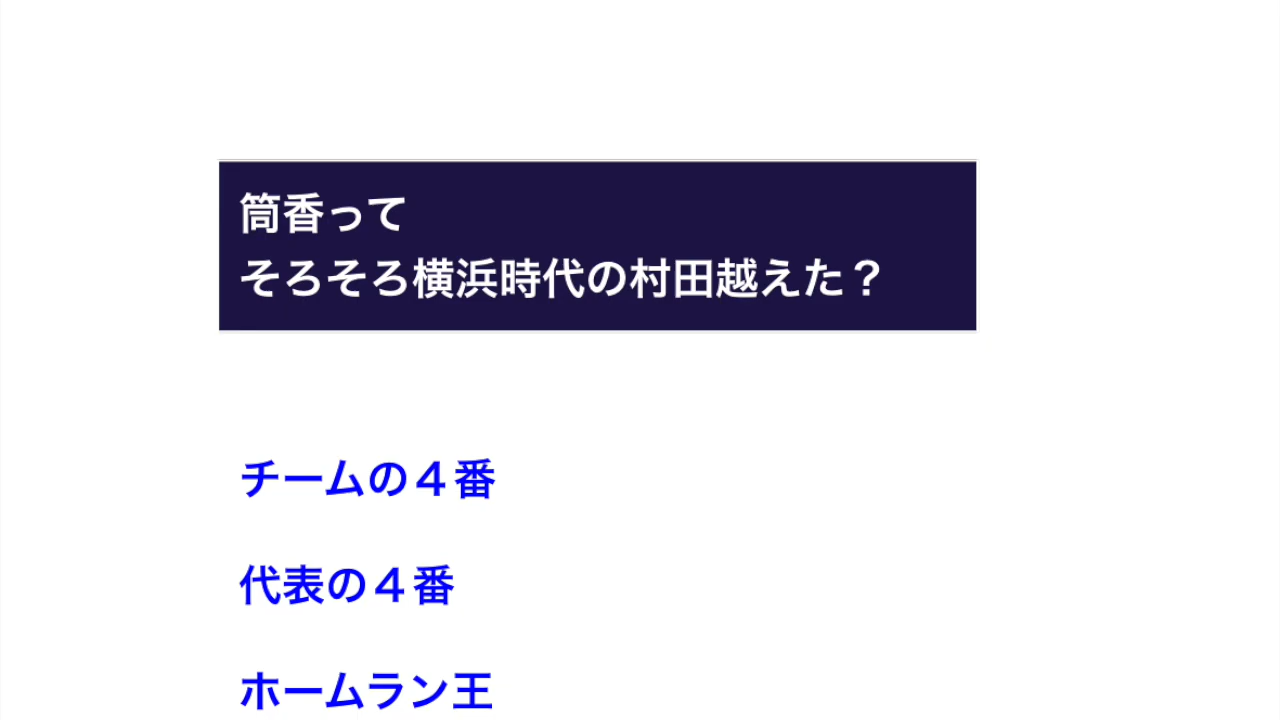 筒香って
そろそろ横浜時代の村田越えた？
チームの４番
代表の４番
ホームラン王